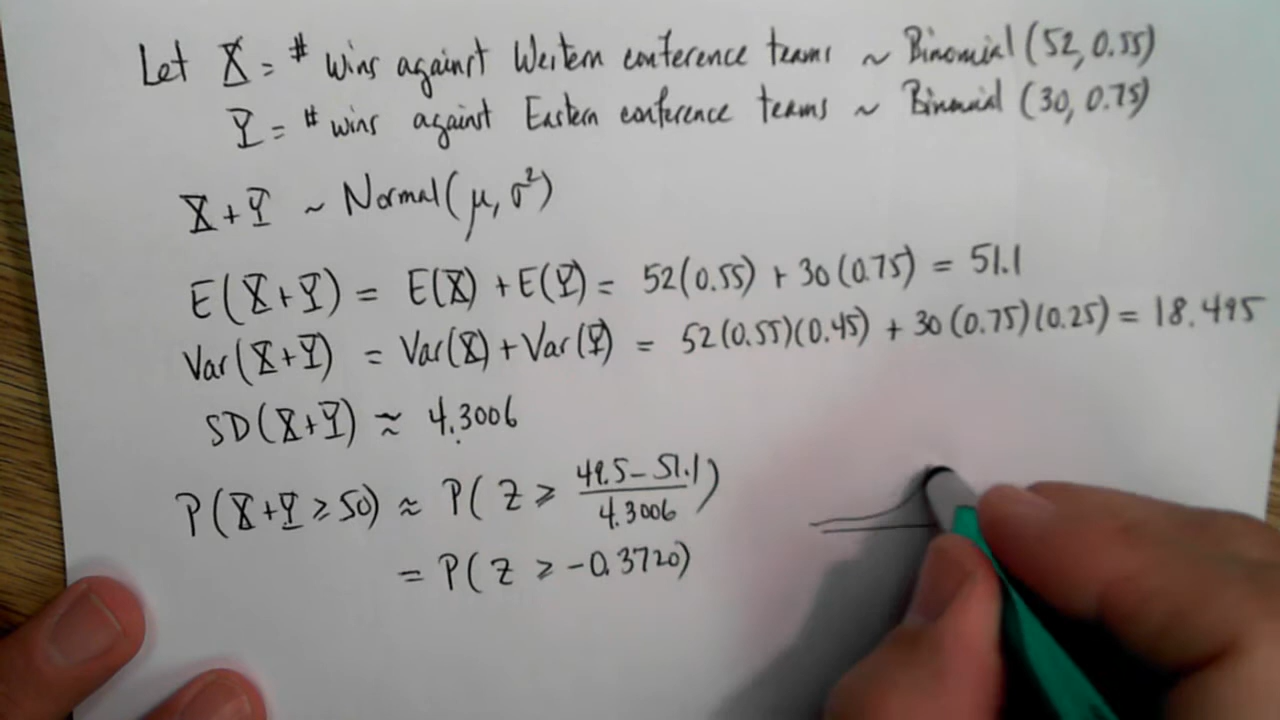 Let X = # wins against Western conference teams ~ Binomial (52, 0.55)
Y = # wins against Eastern conference teams ~ Binomial (30, 0.75)
X + Y ~ Normal (μ, σ²)
E(X+Y) = E(X) + E(Y) = 52(0.55) + 30(0.75) = 51.1
Var(X+Y) = Var(X) + Var(Y) = 52(0.55)(0.45) + 30(0.75)(0.25) = 18.495
SD(X+Y) ≈ 4.3006
P(X+Y ≥ 50) ≈ P(Z ≥ (49.5 - 51.1)/4.3006)
= P(Z ≥ -0.3720)